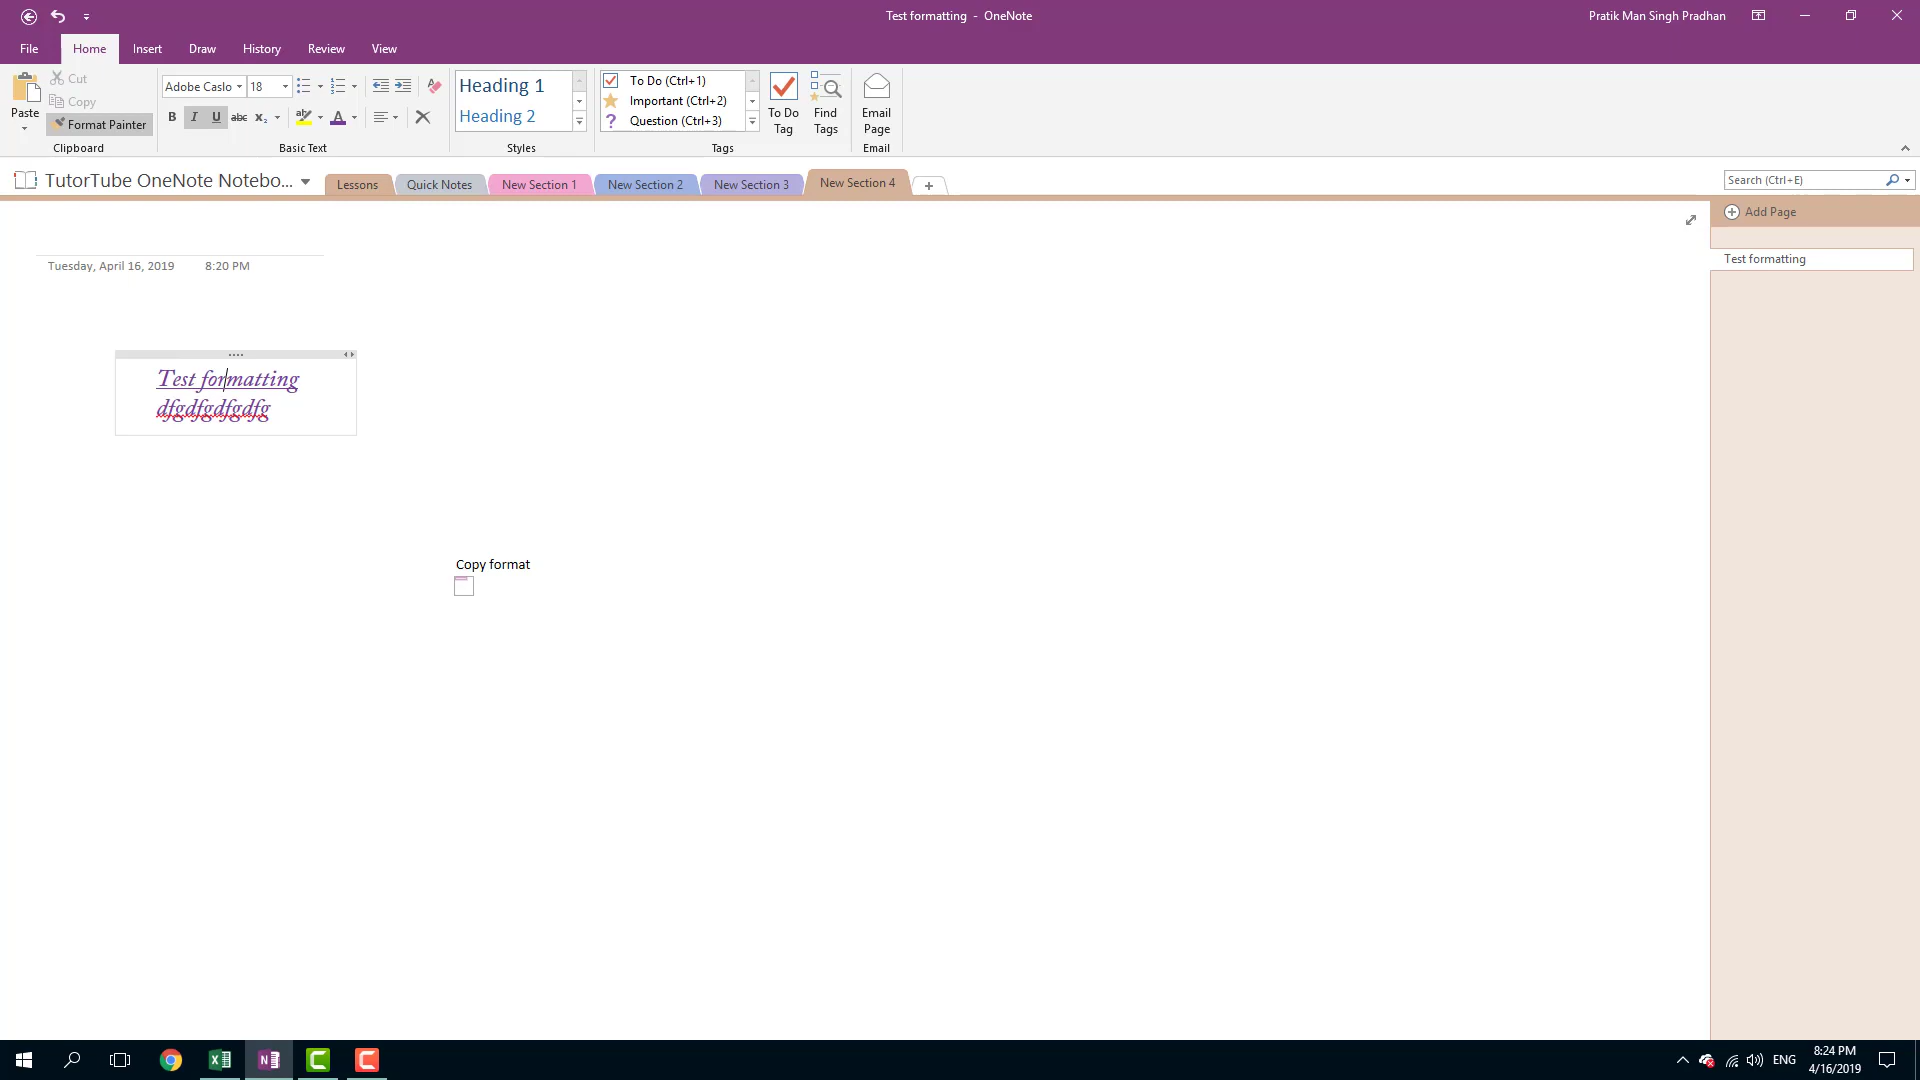 Test formatting - OneNote
Pratik Man Singh Pradhan
File Home Insert Draw History Review View
Paste
Cut
Copy
Format Painter
Clipboard
Adobe Caslo 18
B I U abc X₂ ab A
Basic Text
Heading 1
Heading 2
Styles
To Do (Ctrl+1)
Important (Ctrl+2)
? Question (Ctrl+3)
Tags
To Do
Tag
Find
Tags
Email
Page
Email
TutorTube OneNote Notebo...
Lessons
Quick Notes
New Section 1
New Section 2
New Section 3
New Section 4
+
Search (Ctrl+E)
Add Page
Test formatting
Tuesday, April 16, 2019 8:20 PM
Test formatting
dfgdfgdfgdfg
Copy format
ENG
8:24 PM
4/16/2019